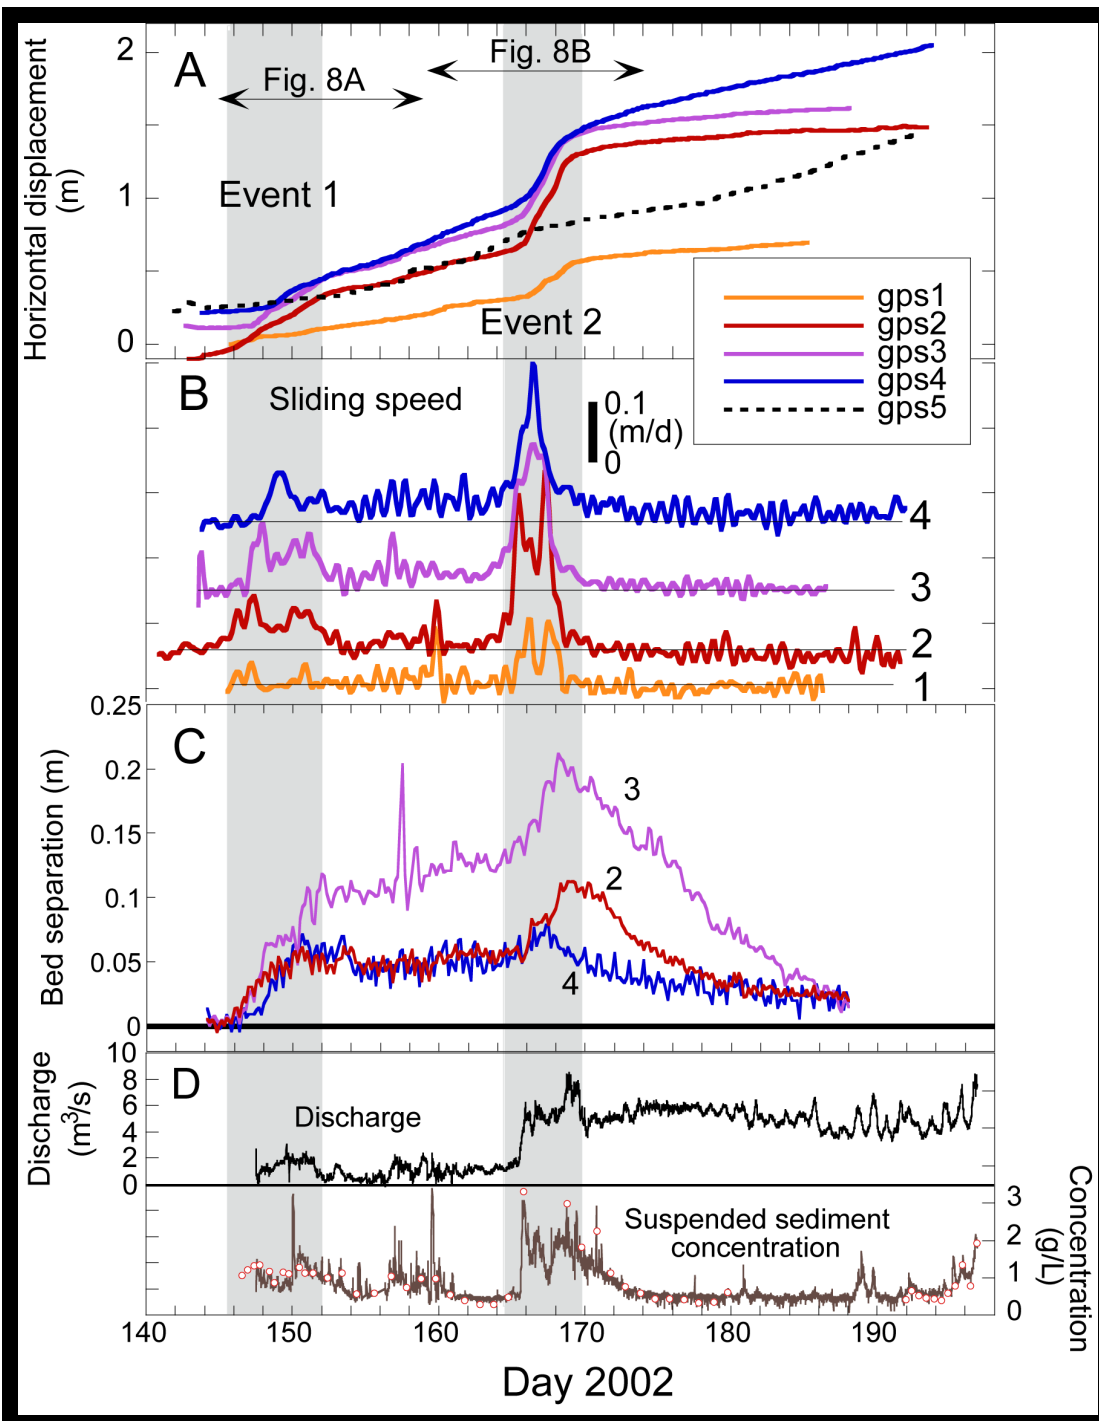 A
Horizontal displacement
(m)
2
1
0
Fig. 8A
Fig. 8B
Event 1
Event 2
gps1
gps2
gps3
gps4
gps5
B
Sliding speed
0.1
(m/d)
0
4
3
2
1
C
Bed separation (m)
0.25
0.2
0.15
0.1
0.05
0
3
2
4
D
Discharge
(m³/s)
10
8
6
4
2
0
Discharge
Suspended sediment
concentration
3
2
1
0
Concentration
(g/L)
140 150 160 170 180 190
Day 2002